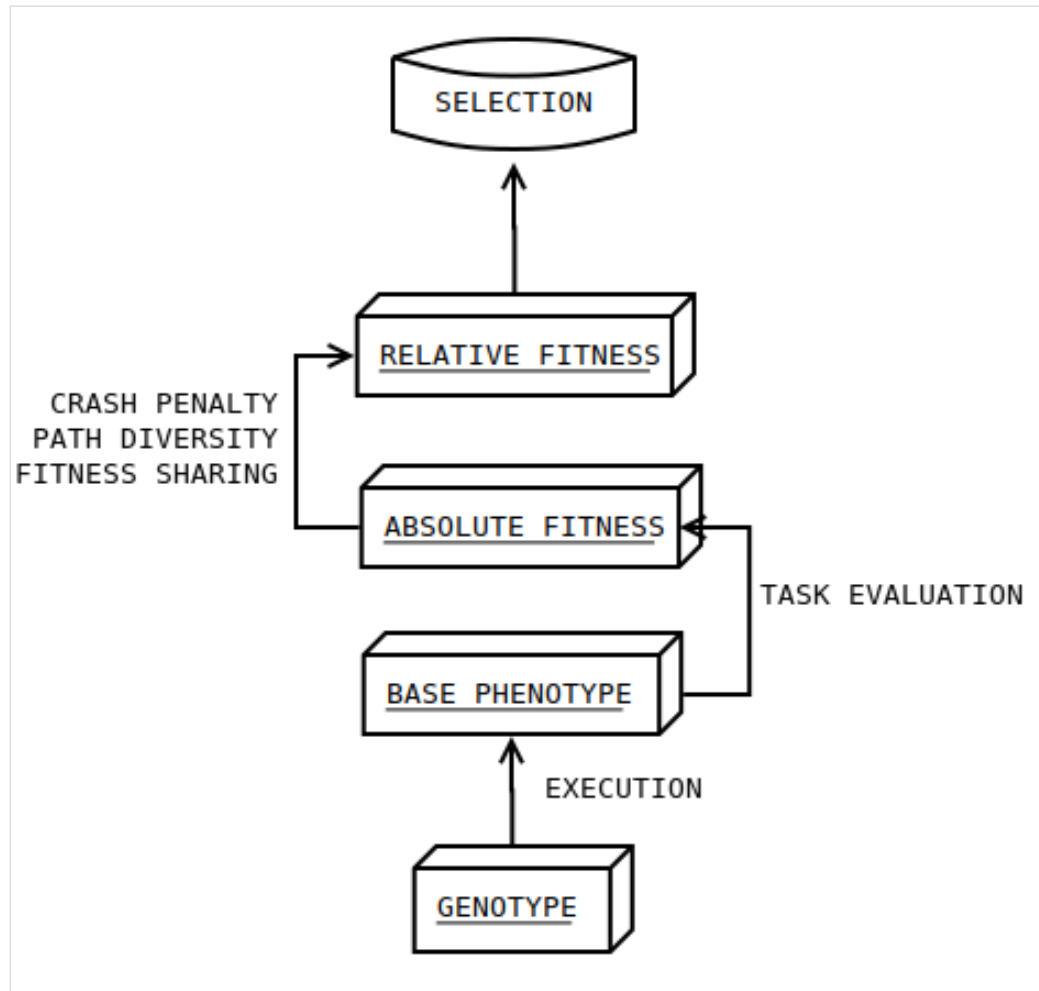 SELECTION
RELATIVE FITNESS
CRASH PENALTY
PATH DIVERSITY
FITNESS SHARING
ABSOLUTE FITNESS
TASK EVALUATION
BASE PHENOTYPE
EXECUTION
GENOTYPE